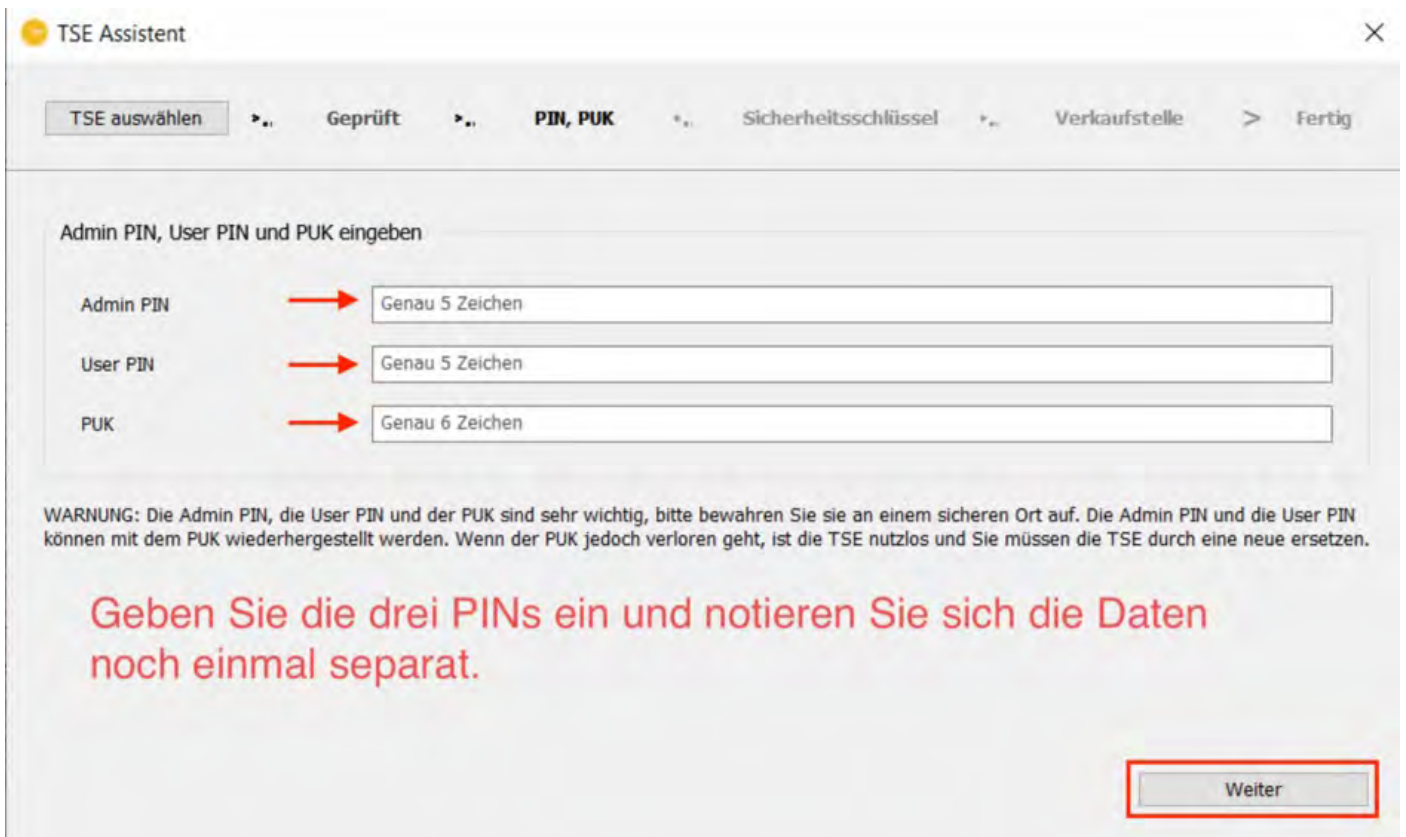 TSE Assistent
TSE auswählen > Geprüft > PIN, PUK > Sicherheitsschlüssel > Verkaufstelle > Fertig
Admin PIN, User PIN und PUK eingeben
Admin PIN Genau 5 Zeichen
User PIN Genau 5 Zeichen
PUK Genau 6 Zeichen
WARNUNG: Die Admin PIN, die User PIN und der PUK sind sehr wichtig, bitte bewahren Sie sie an einem sicheren Ort auf. Die Admin PIN und die User PIN
können mit dem PUK wiederhergestellt werden. Wenn der PUK jedoch verloren geht, ist die TSE nutzlos und Sie müssen die TSE durch eine neue ersetzen.
Geben Sie die drei PINs ein und notieren Sie sich die Daten
noch einmal separat.
Weiter